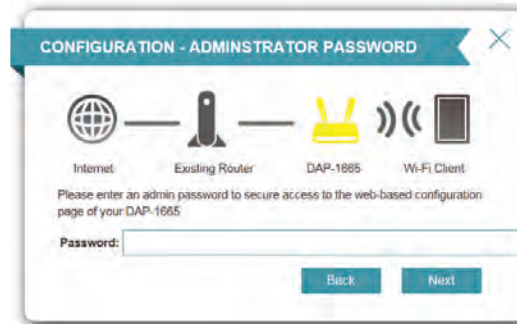 CONFIGURATION - ADMINSTRATOR PASSWORD
Internet Existing Router DAP-1665 Wi-Fi Client
Please enter an admin password to secure access to the web-based configuration
page of your DAP-1665
Password:
Back Next